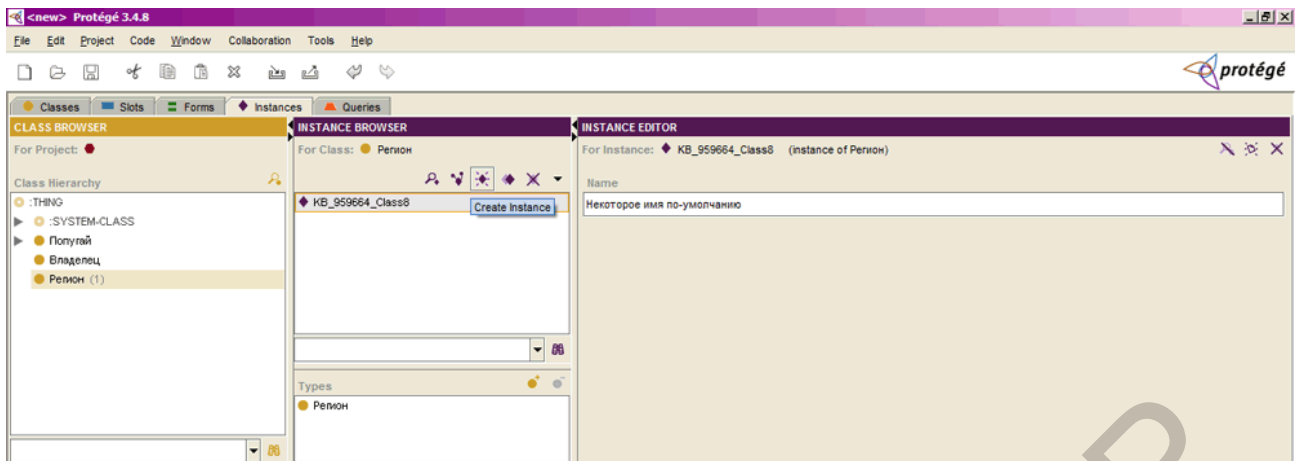 <new> Protégé 3.4.8
File Edit Project Code Window Collaboration Tools Help
protégé
Classes Slots Forms Instances Queries
CLASS BROWSER
For Project:
Class Hierarchy
:THING
:SYSTEM-CLASS
Попугай
Владелец
Регион (1)
INSTANCE BROWSER
For Class: Регион
KB_959664_Class8
Create Instance
Types
Регион
INSTANCE EDITOR
For Instance: KB_959664_Class8 (instance of Регион)
Name
Некоторое имя по-умолчанию